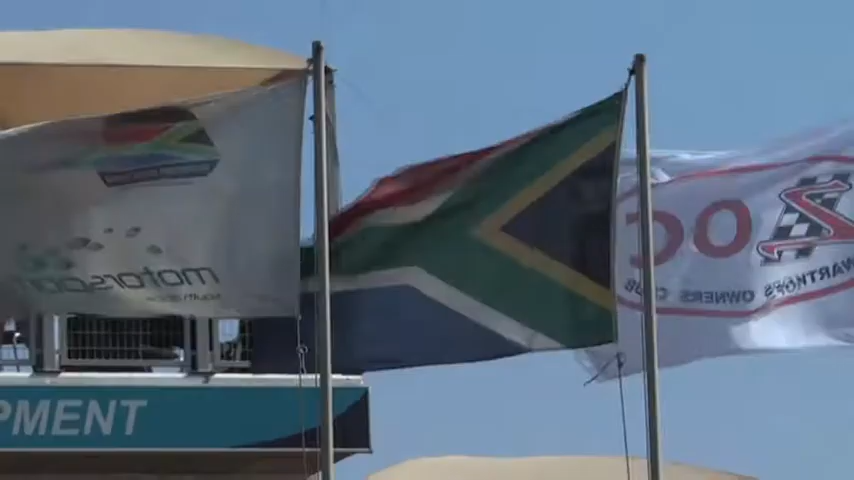 motorsport
SOUTH AFRICA
ZOC
SWARTKOPS
OWNERS CLUB
PMENT